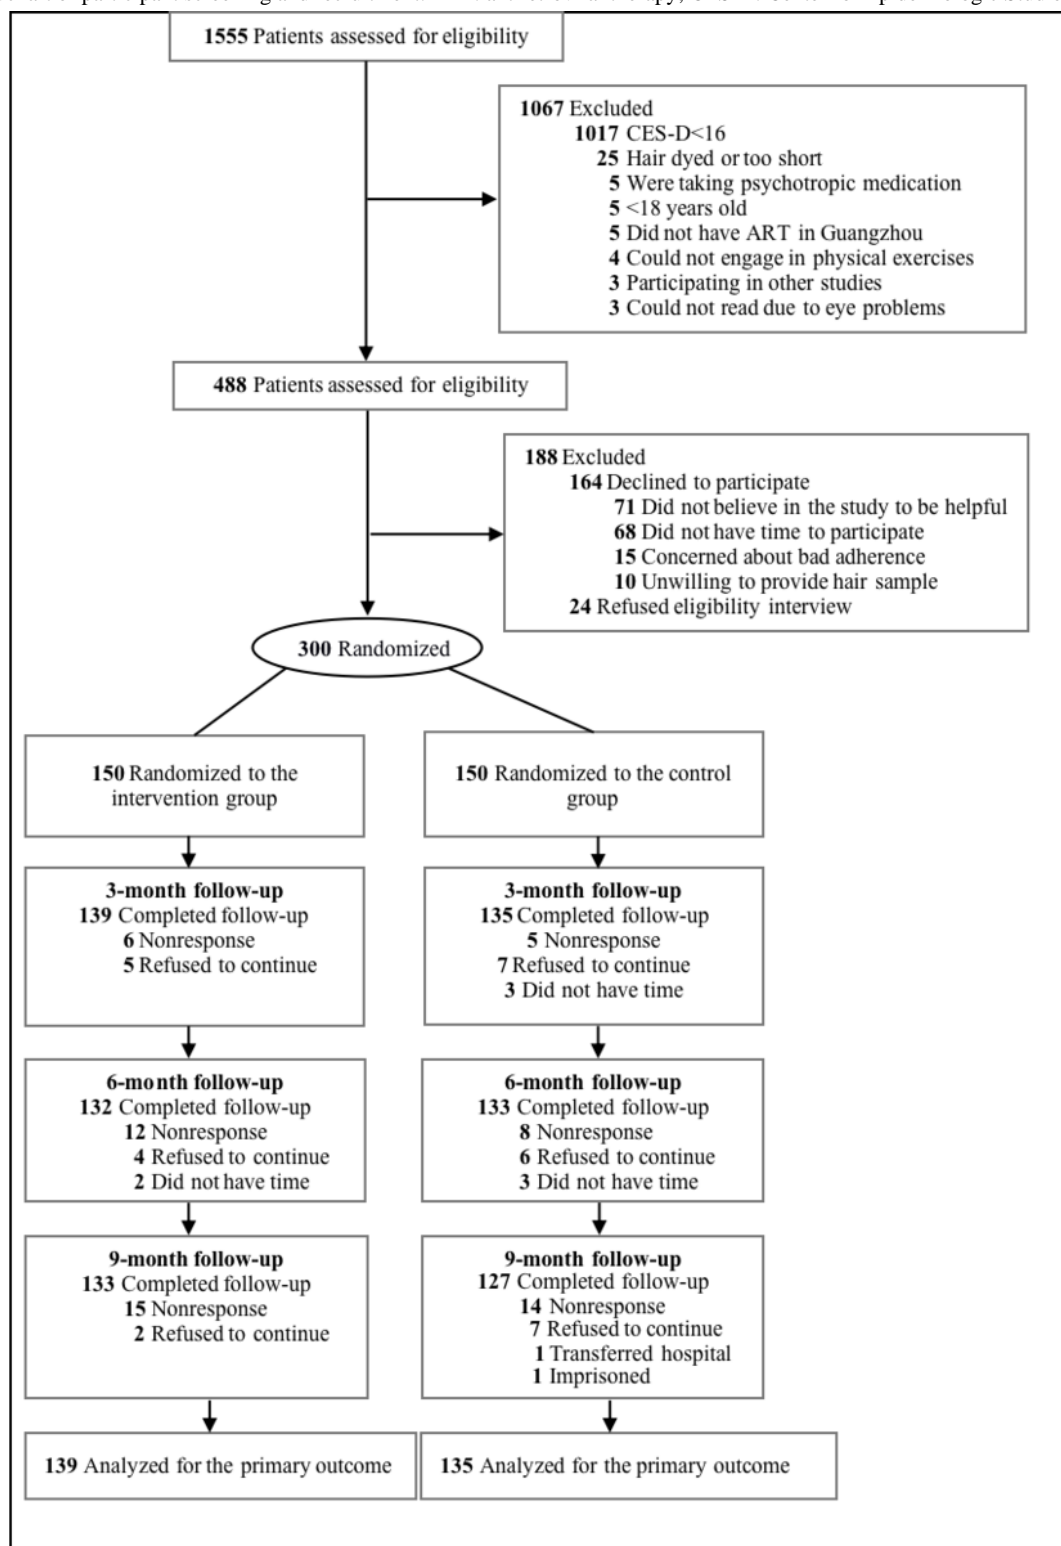 1555 Patients assessed for eligibility
1067 Excluded
1017 CES-D<16
25 Hair dyed or too short
5 Were taking psychotropic medication
5 <18 years old
5 Did not have ART in Guangzhou
4 Could not engage in physical exercises
3 Participating in other studies
3 Could not read due to eye problems
488 Patients assessed for eligibility
188 Excluded
164 Declined to participate
71 Did not believe in the study to be helpful
68 Did not have time to participate
15 Concerned about bad adherence
10 Unwilling to provide hair sample
24 Refused eligibility interview
300 Randomized
150 Randomized to the
intervention group
150 Randomized to the control
group
3-month follow-up
139 Completed follow-up
6 Nonresponse
5 Refused to continue
3-month follow-up
135 Completed follow-up
5 Nonresponse
7 Refused to continue
3 Did not have time
6-month follow-up
132 Completed follow-up
12 Nonresponse
4 Refused to continue
2 Did not have time
6-month follow-up
133 Completed follow-up
8 Nonresponse
6 Refused to continue
3 Did not have time
9-month follow-up
133 Completed follow-up
15 Nonresponse
2 Refused to continue
9-month follow-up
127 Completed follow-up
14 Nonresponse
7 Refused to continue
1 Transferred hospital
1 Imprisoned
139 Analyzed for the primary outcome
135 Analyzed for the primary outcome